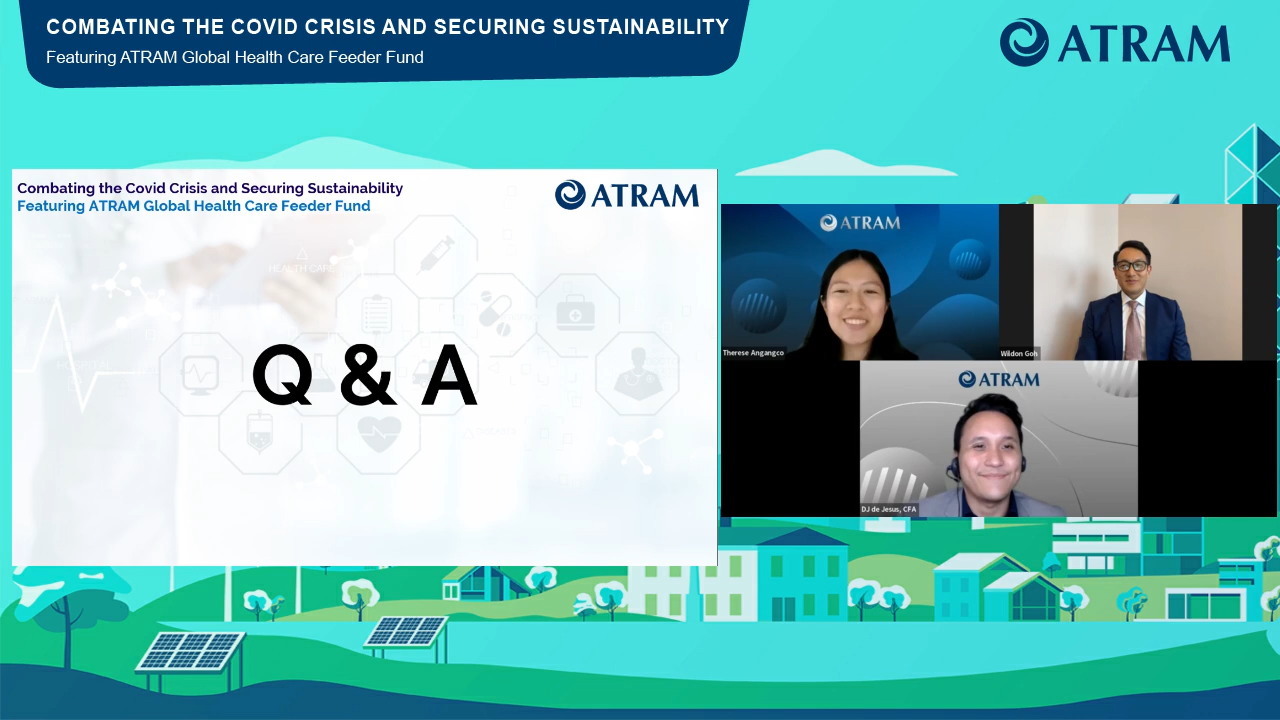 COMBATING THE COVID CRISIS AND SECURING SUSTAINABILITY
Featuring ATRAM Global Health Care Feeder Fund
ATRAM
Combating the Covid Crisis and Securing Sustainability
Featuring ATRAM Global Health Care Feeder Fund
ATRAM
HEALTH CARE
Q & A
ATRAM
Therese Angangco
Wildon Goh
ATRAM
DJ de Jesus, CFA